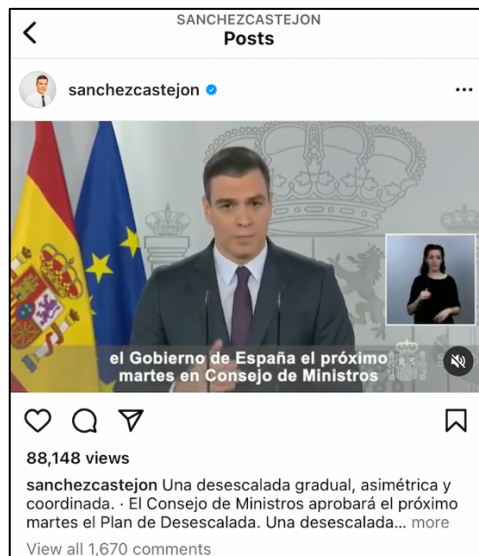 SANCHEZCASTEJON
Posts
sanchezcastejon
el Gobierno de España el próximo
martes en Consejo de Ministros
88,148 views
sanchezcastejon Una desescalada gradual, asimétrica y
coordinada. · El Consejo de Ministros aprobará el próximo
martes el Plan de Desescalada. Una desescalada... more
View all 1,670 comments